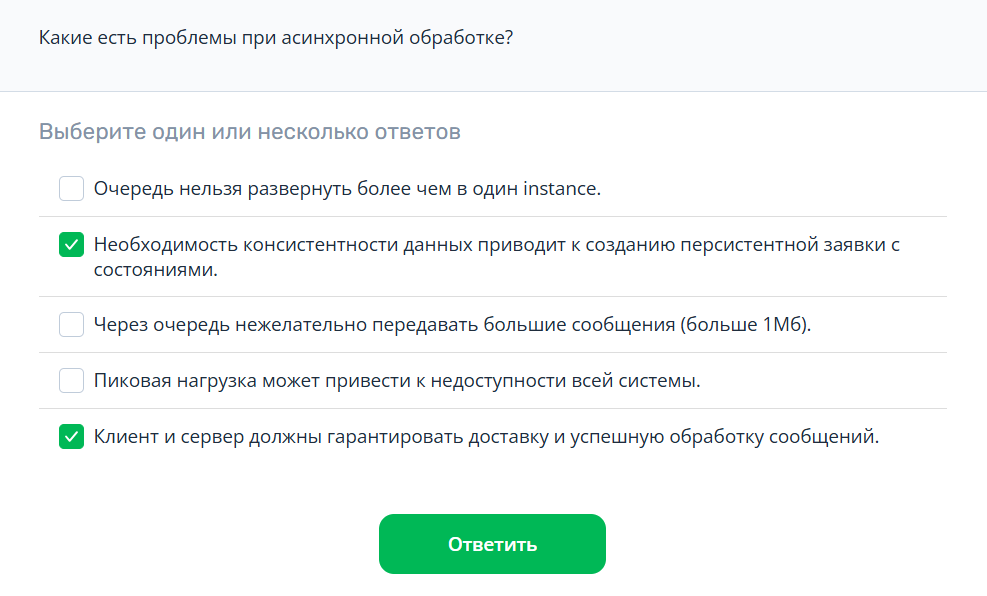 Какие есть проблемы при асинхронной обработке?
Выберите один или несколько ответов
Очередь нельзя развернуть более чем в один instance.
Необходимость консистентности данных приводит к созданию персистентной заявки с
состояниями.
Через очередь нежелательно передавать большие сообщения (больше 1Мб).
Пиковая нагрузка может привести к недоступности всей системы.
Клиент и сервер должны гарантировать доставку и успешную обработку сообщений.
Ответить